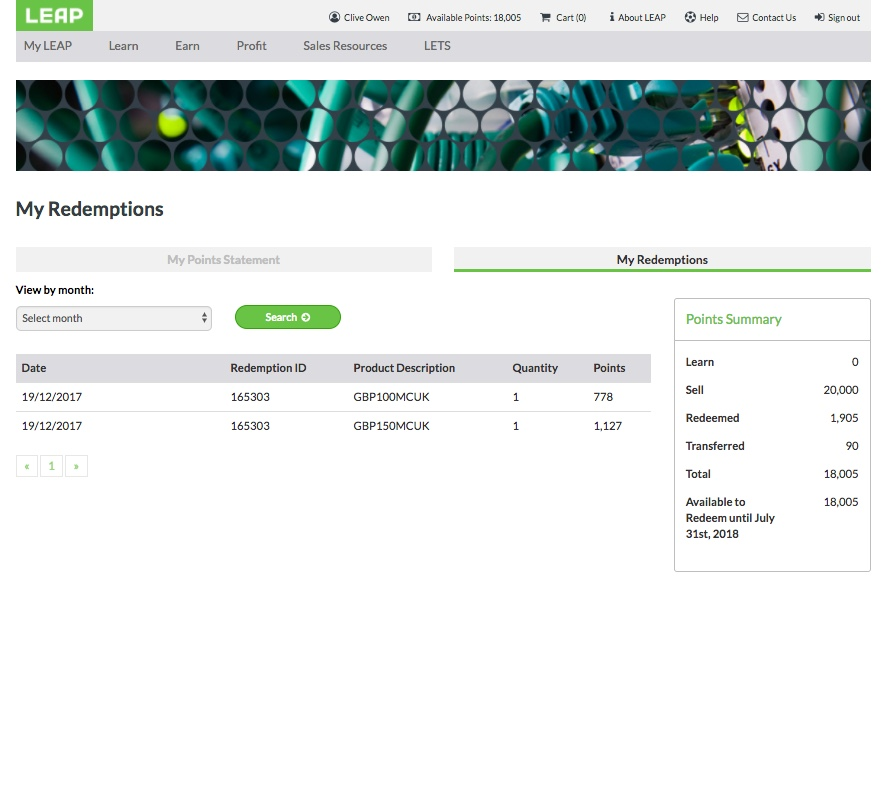 LEAP
Clive Owen
Available Points: 18,005
Cart (0)
About LEAP
Help
Contact Us
Sign out
My LEAP
Learn
Earn
Profit
Sales Resources
LETS
My Redemptions
My Points Statement
My Redemptions
View by month:
Select month
Search
Date Redemption ID Product Description Quantity Points
19/12/2017 165303 GBP100MCUK 1 778
19/12/2017 165303 GBP150MCUK 1 1,127
« 1 »
Points Summary
Learn 0
Sell 20,000
Redeemed 1,905
Transferred 90
Total 18,005
Available to 18,005
Redeem until July
31st, 2018